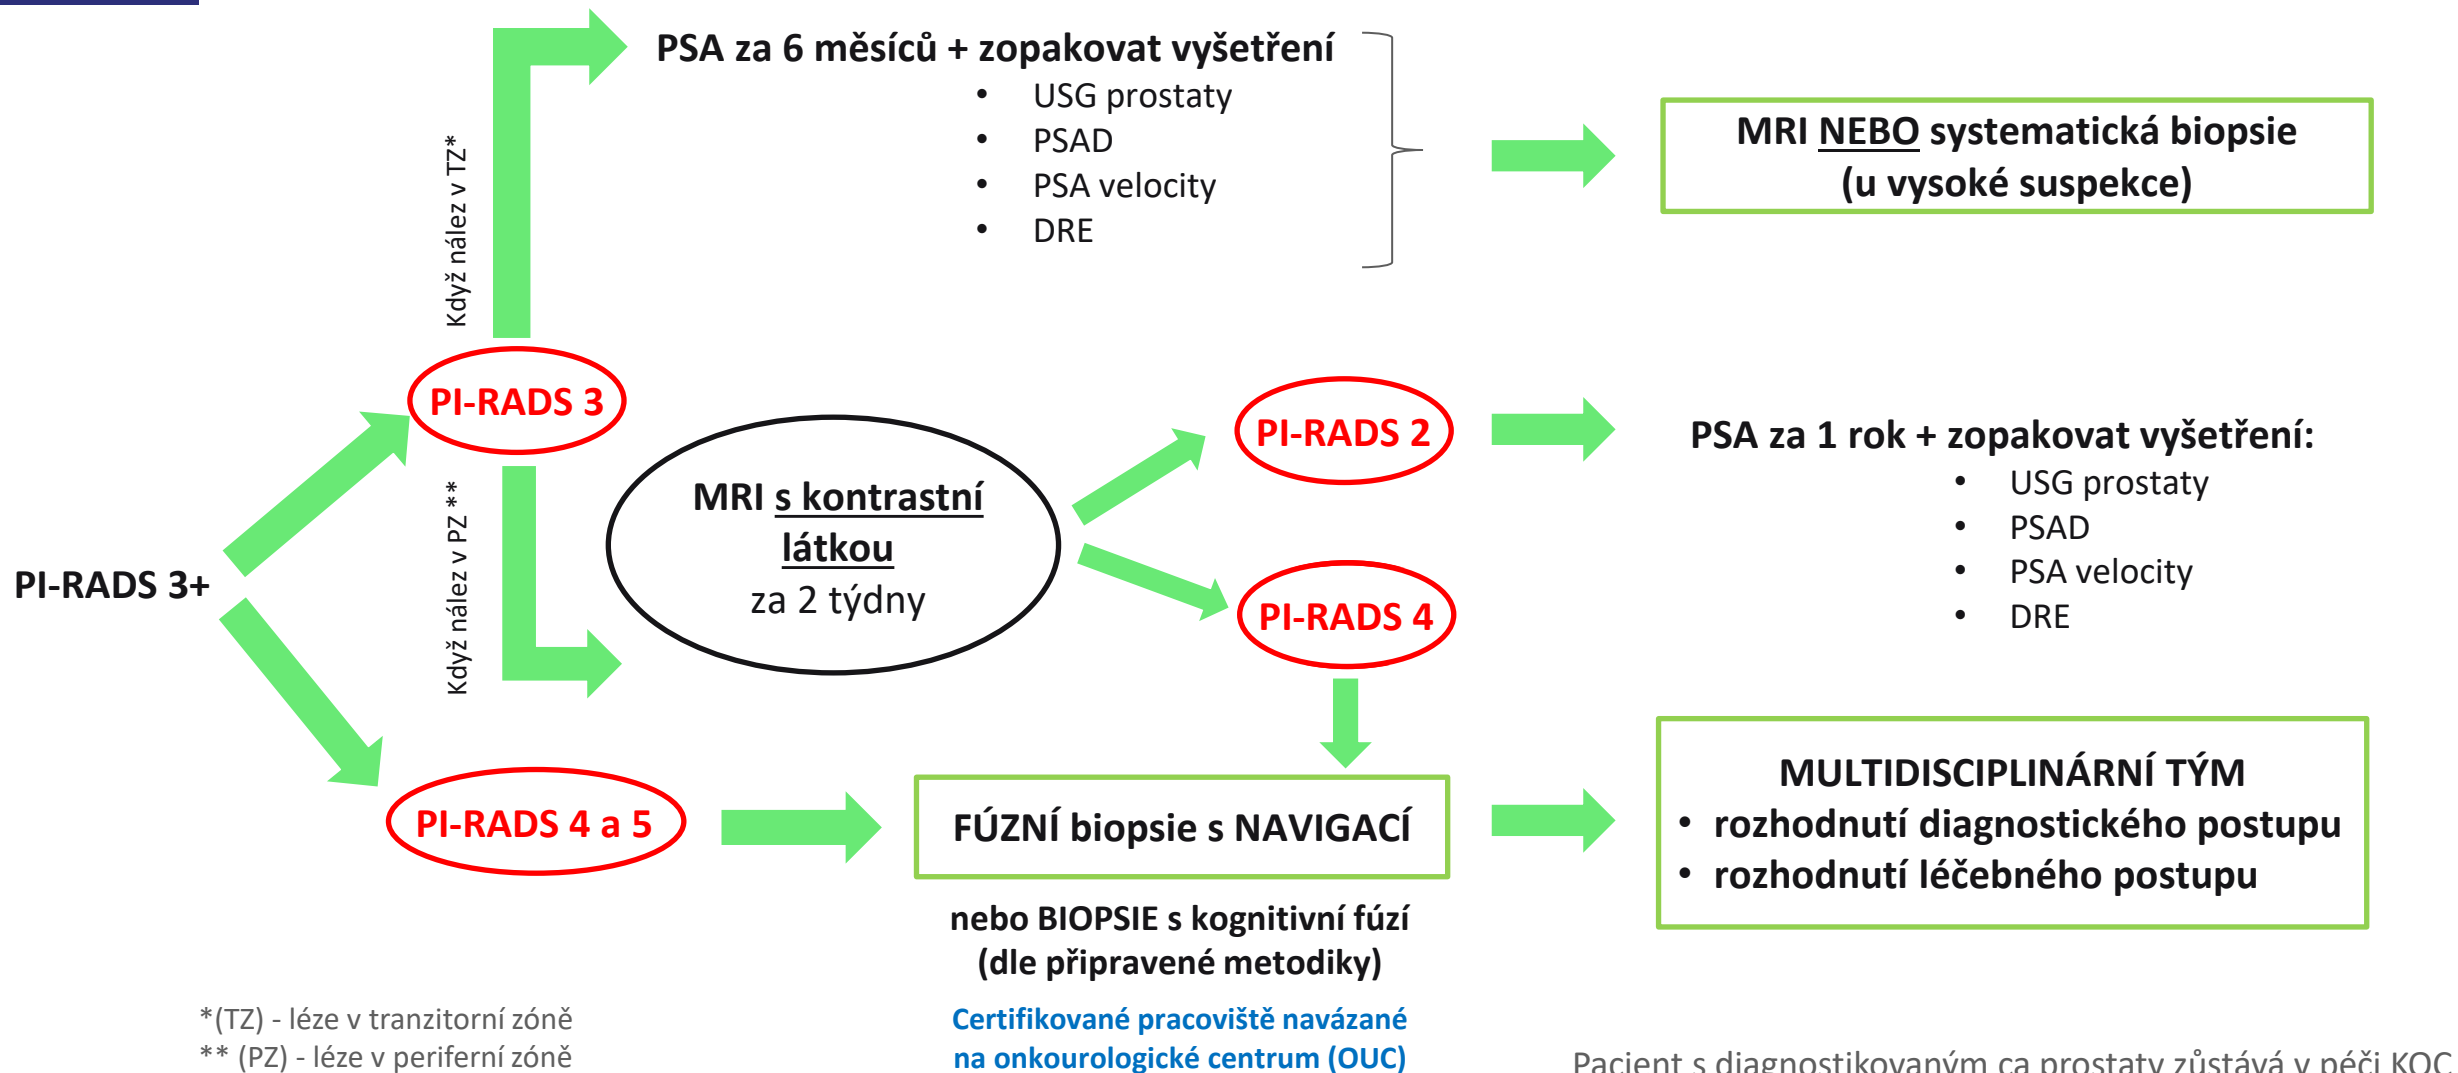 PSA za 6 měsíců + zopakovat vyšetření
• USG prostaty
• PSAD
• PSA velocity
• DRE
MRI NEBO systematická biopsie
(u vysoké suspekce)
Když nález v TZ*
PI-RADS 3
Když nález v PZ **
PI-RADS 3+
MRI s kontrastní
látkou
za 2 týdny
PI-RADS 2
PSA za 1 rok + zopakovat vyšetření:
• USG prostaty
• PSAD
• PSA velocity
• DRE
PI-RADS 4
PI-RADS 4 a 5
FÚZNÍ biopsie s NAVIGACÍ
nebo BIOPSIE s kognitivní fúzí
(dle připravené metodiky)
Certifikované pracoviště navázané
na onkourologické centrum (OUC)
MULTIDISCIPLINÁRNÍ TÝM
• rozhodnutí diagnostického postupu
• rozhodnutí léčebného postupu
*(TZ) - léze v tranzitorní zóně
** (PZ) - léze v periferní zóně
Pacient s diagnostikovaným ca prostaty zůstává v péči KOC